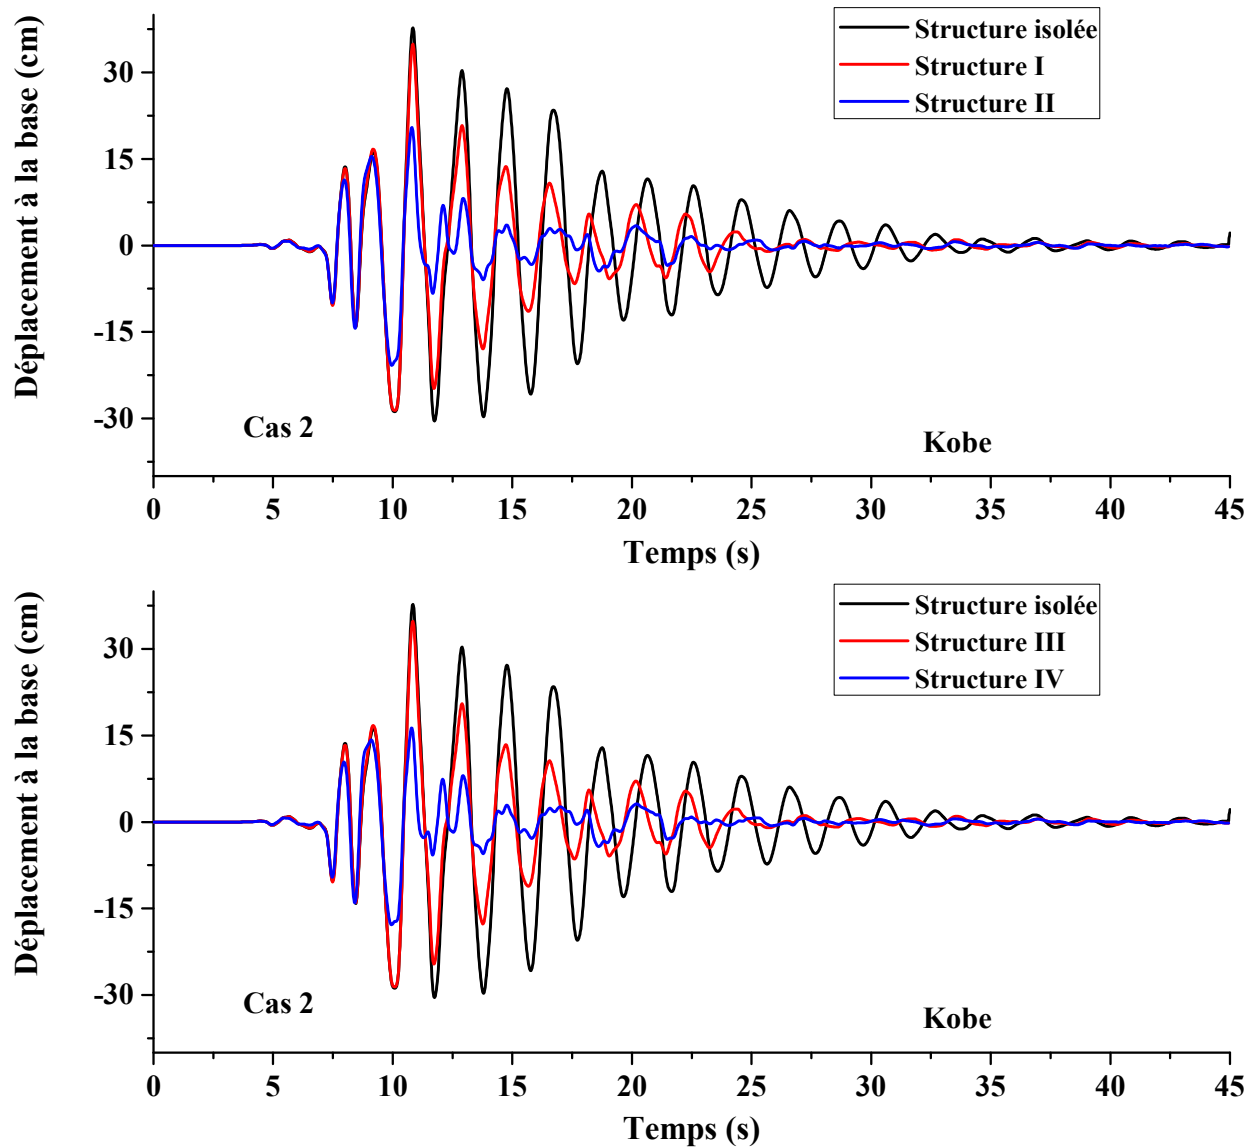 Déplacement à la base (cm)
30
15
0
-15
-30
Structure isolée
Structure I
Structure II
Cas 2
Kobe
0 5 10 15 20 25 30 35 40 45
Temps (s)
Déplacement à la base (cm)
30
15
0
-15
-30
Structure isolée
Structure III
Structure IV
Cas 2
Kobe
0 5 10 15 20 25 30 35 40 45
Temps (s)